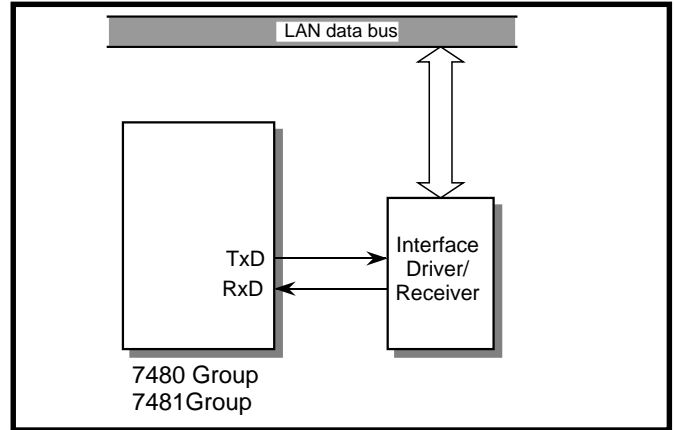 LAN data bus
TxD
RxD
Interface
Driver/
Receiver
7480 Group
7481Group